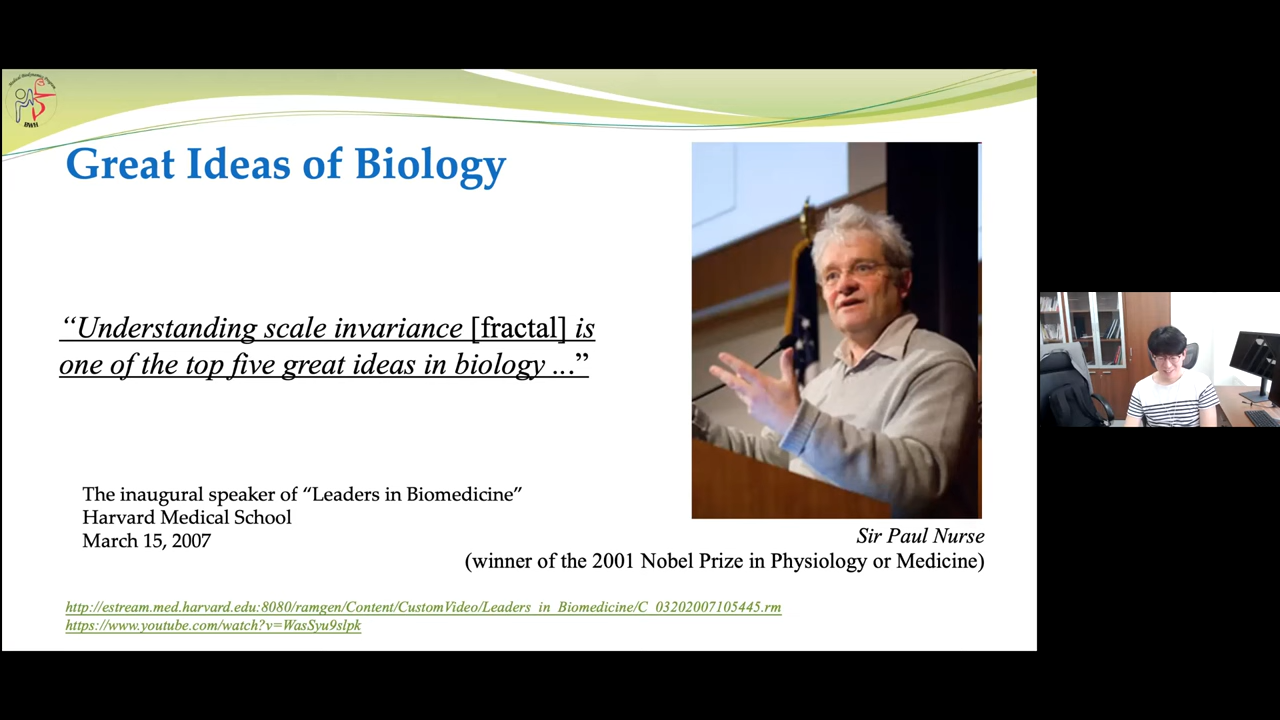 BWH
Great Ideas of Biology
“Understanding scale invariance [fractal] is
one of the top five great ideas in biology ...”
The inaugural speaker of “Leaders in Biomedicine”
Harvard Medical School
March 15, 2007
Sir Paul Nurse
(winner of the 2001 Nobel Prize in Physiology or Medicine)
http://estream.med.harvard.edu:8080/ramgen/Content/CustomVideo/Leaders_in_Biomedicine/C_03202007105445.rm
https://www.youtube.com/watch?v=WasSyu9slpk